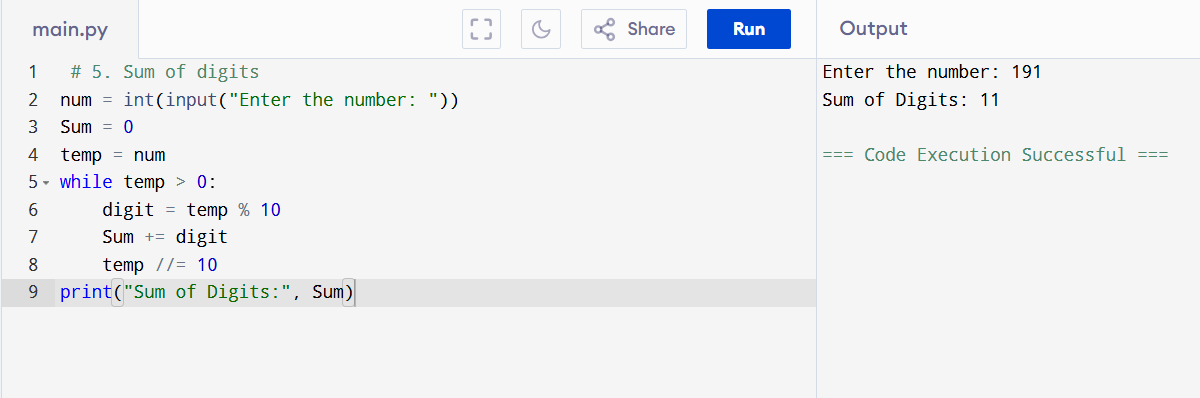 main.py
Share
Run
Output
1 # 5. Sum of digits
2 num = int(input("Enter the number: "))
3 Sum = 0
4 temp = num
5 while temp > 0:
6     digit = temp % 10
7     Sum += digit
8     temp //= 10
9 print("Sum of Digits:", Sum)
Enter the number: 191
Sum of Digits: 11
=== Code Execution Successful ===